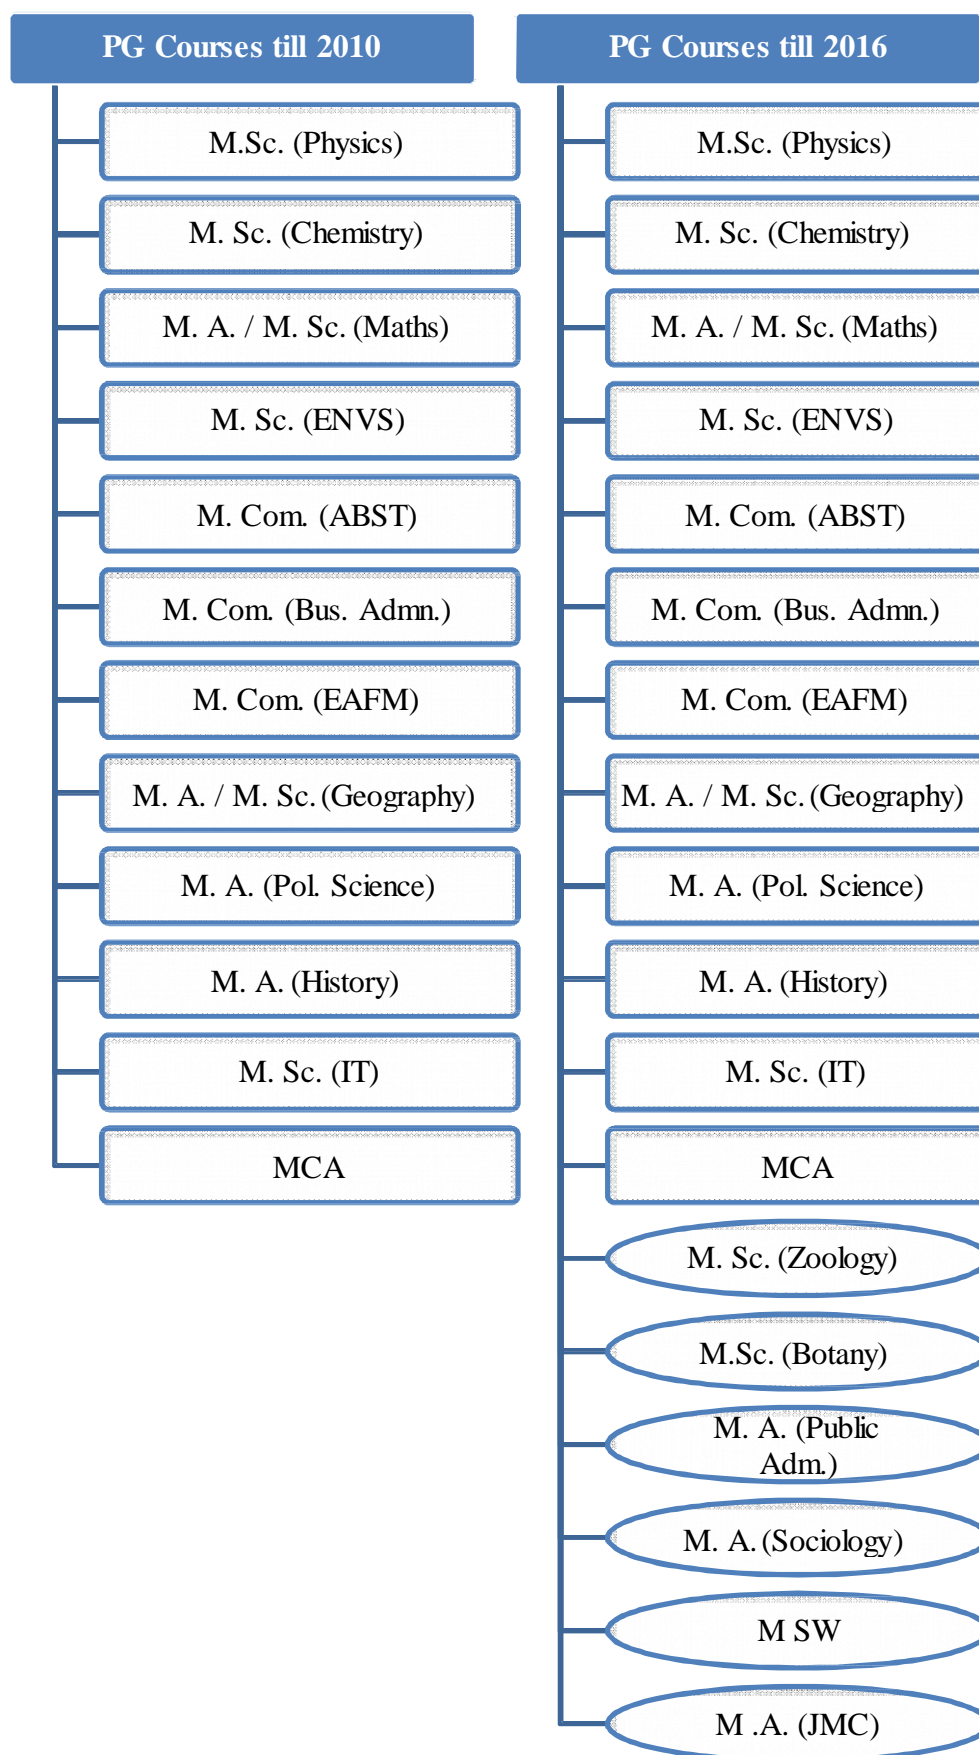 PG Courses till 2010
M.Sc. (Physics)
M. Sc. (Chemistry)
M. A. / M. Sc. (Maths)
M. Sc. (ENVS)
M. Com. (ABST)
M. Com. (Bus. Admn.)
M. Com. (EAFM)
M. A. / M. Sc. (Geography)
M. A. (Pol. Science)
M. A. (History)
M. Sc. (IT)
MCA
PG Courses till 2016
M.Sc. (Physics)
M. Sc. (Chemistry)
M. A. / M. Sc. (Maths)
M. Sc. (ENVS)
M. Com. (ABST)
M. Com. (Bus. Admn.)
M. Com. (EAFM)
M. A. / M. Sc. (Geography)
M. A. (Pol. Science)
M. A. (History)
M. Sc. (IT)
MCA
M. Sc. (Zoology)
M.Sc. (Botany)
M. A. (Public
Adm.)
M. A. (Sociology)
M SW
M .A. (JMC)